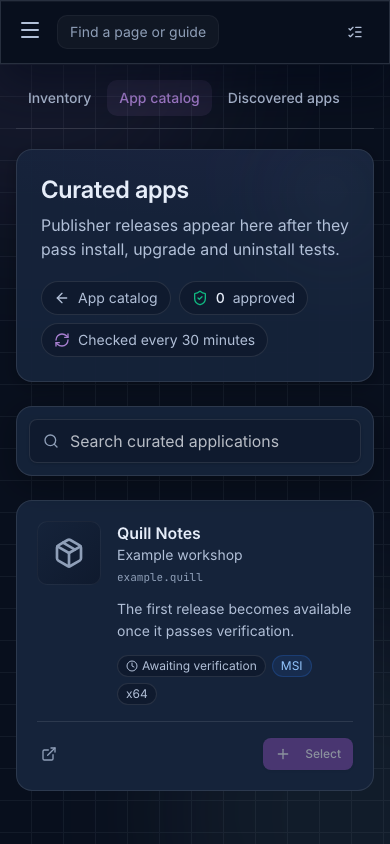 Find a page or guide
Inventory
App catalog
Discovered apps
Curated apps
Publisher releases appear here after they
pass install, upgrade and uninstall tests.
App catalog
0 approved
Checked every 30 minutes
Search curated applications
Quill Notes
Example workshop
example.quill
The first release becomes available
once it passes verification.
Awaiting verification
MSI
x64
Select